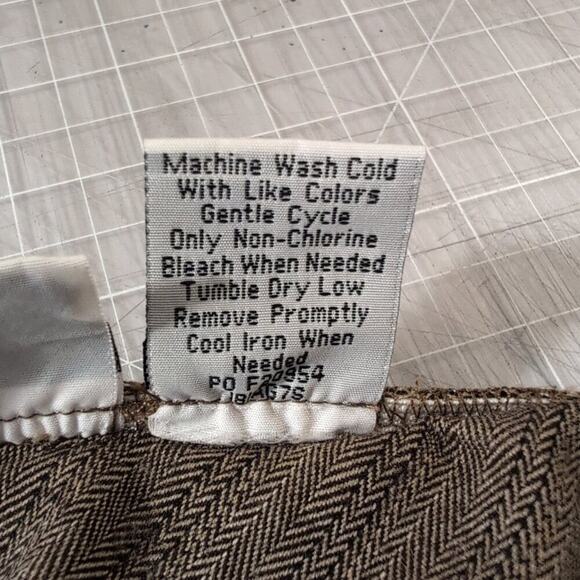 Machine Wash Cold
With Like Colors
Gentle Cycle
Only Non-Chlorine
Bleach When Needed
Tumble Dry Low
Remove Promptly
Cool Iron When
Needed
PO